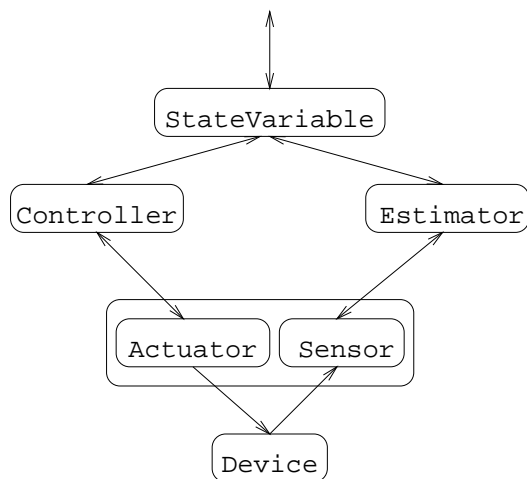 StateVariable
Controller
Estimator
Actuator
Sensor
Device